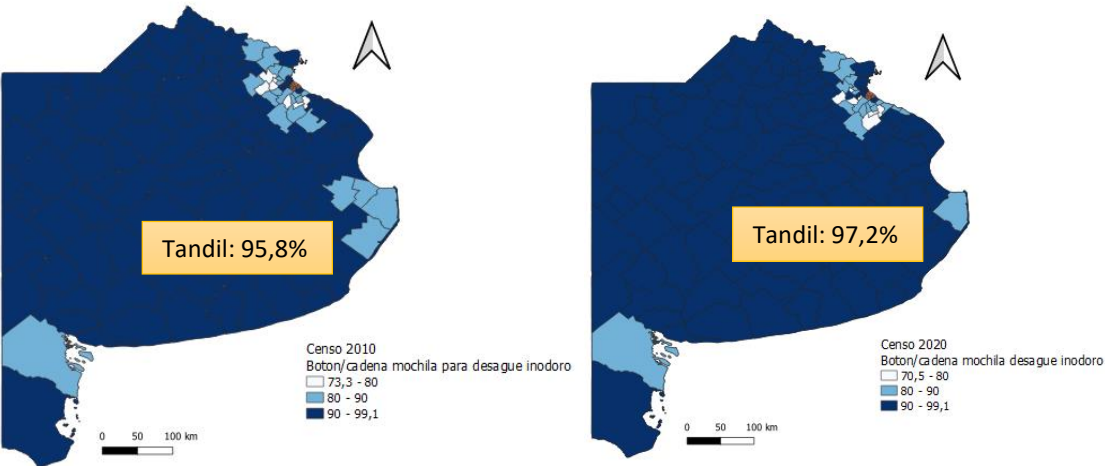 Tandil: 95,8%
Censo 2010
Boton/cadena mochila para desague inodoro
73,3 - 80
80 - 90
90 - 99,1
0 50 100 km
Tandil: 97,2%
Censo 2020
Boton/cadena mochila desague inodoro
70,5 - 80
80 - 90
90 - 99,1
0 50 100 km